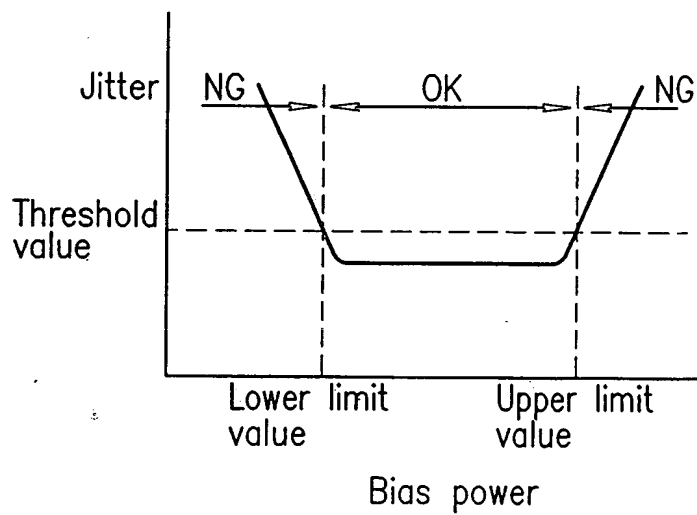 Jitter
NG
OK
NG
Threshold
value
Lower limit
value
Upper limit
value
Bias power